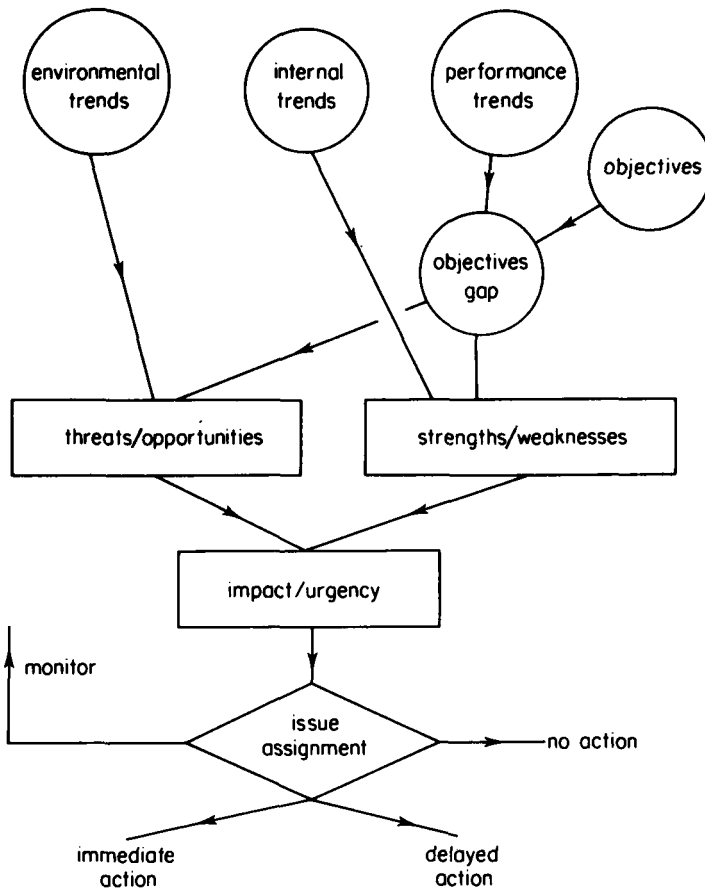 environmental
trends
internal
trends
performance
trends
objectives
objectives
gap
threats/opportunities
strengths/weaknesses
impact/urgency
monitor
issue
assignment
no action
immediate
action
delayed
action